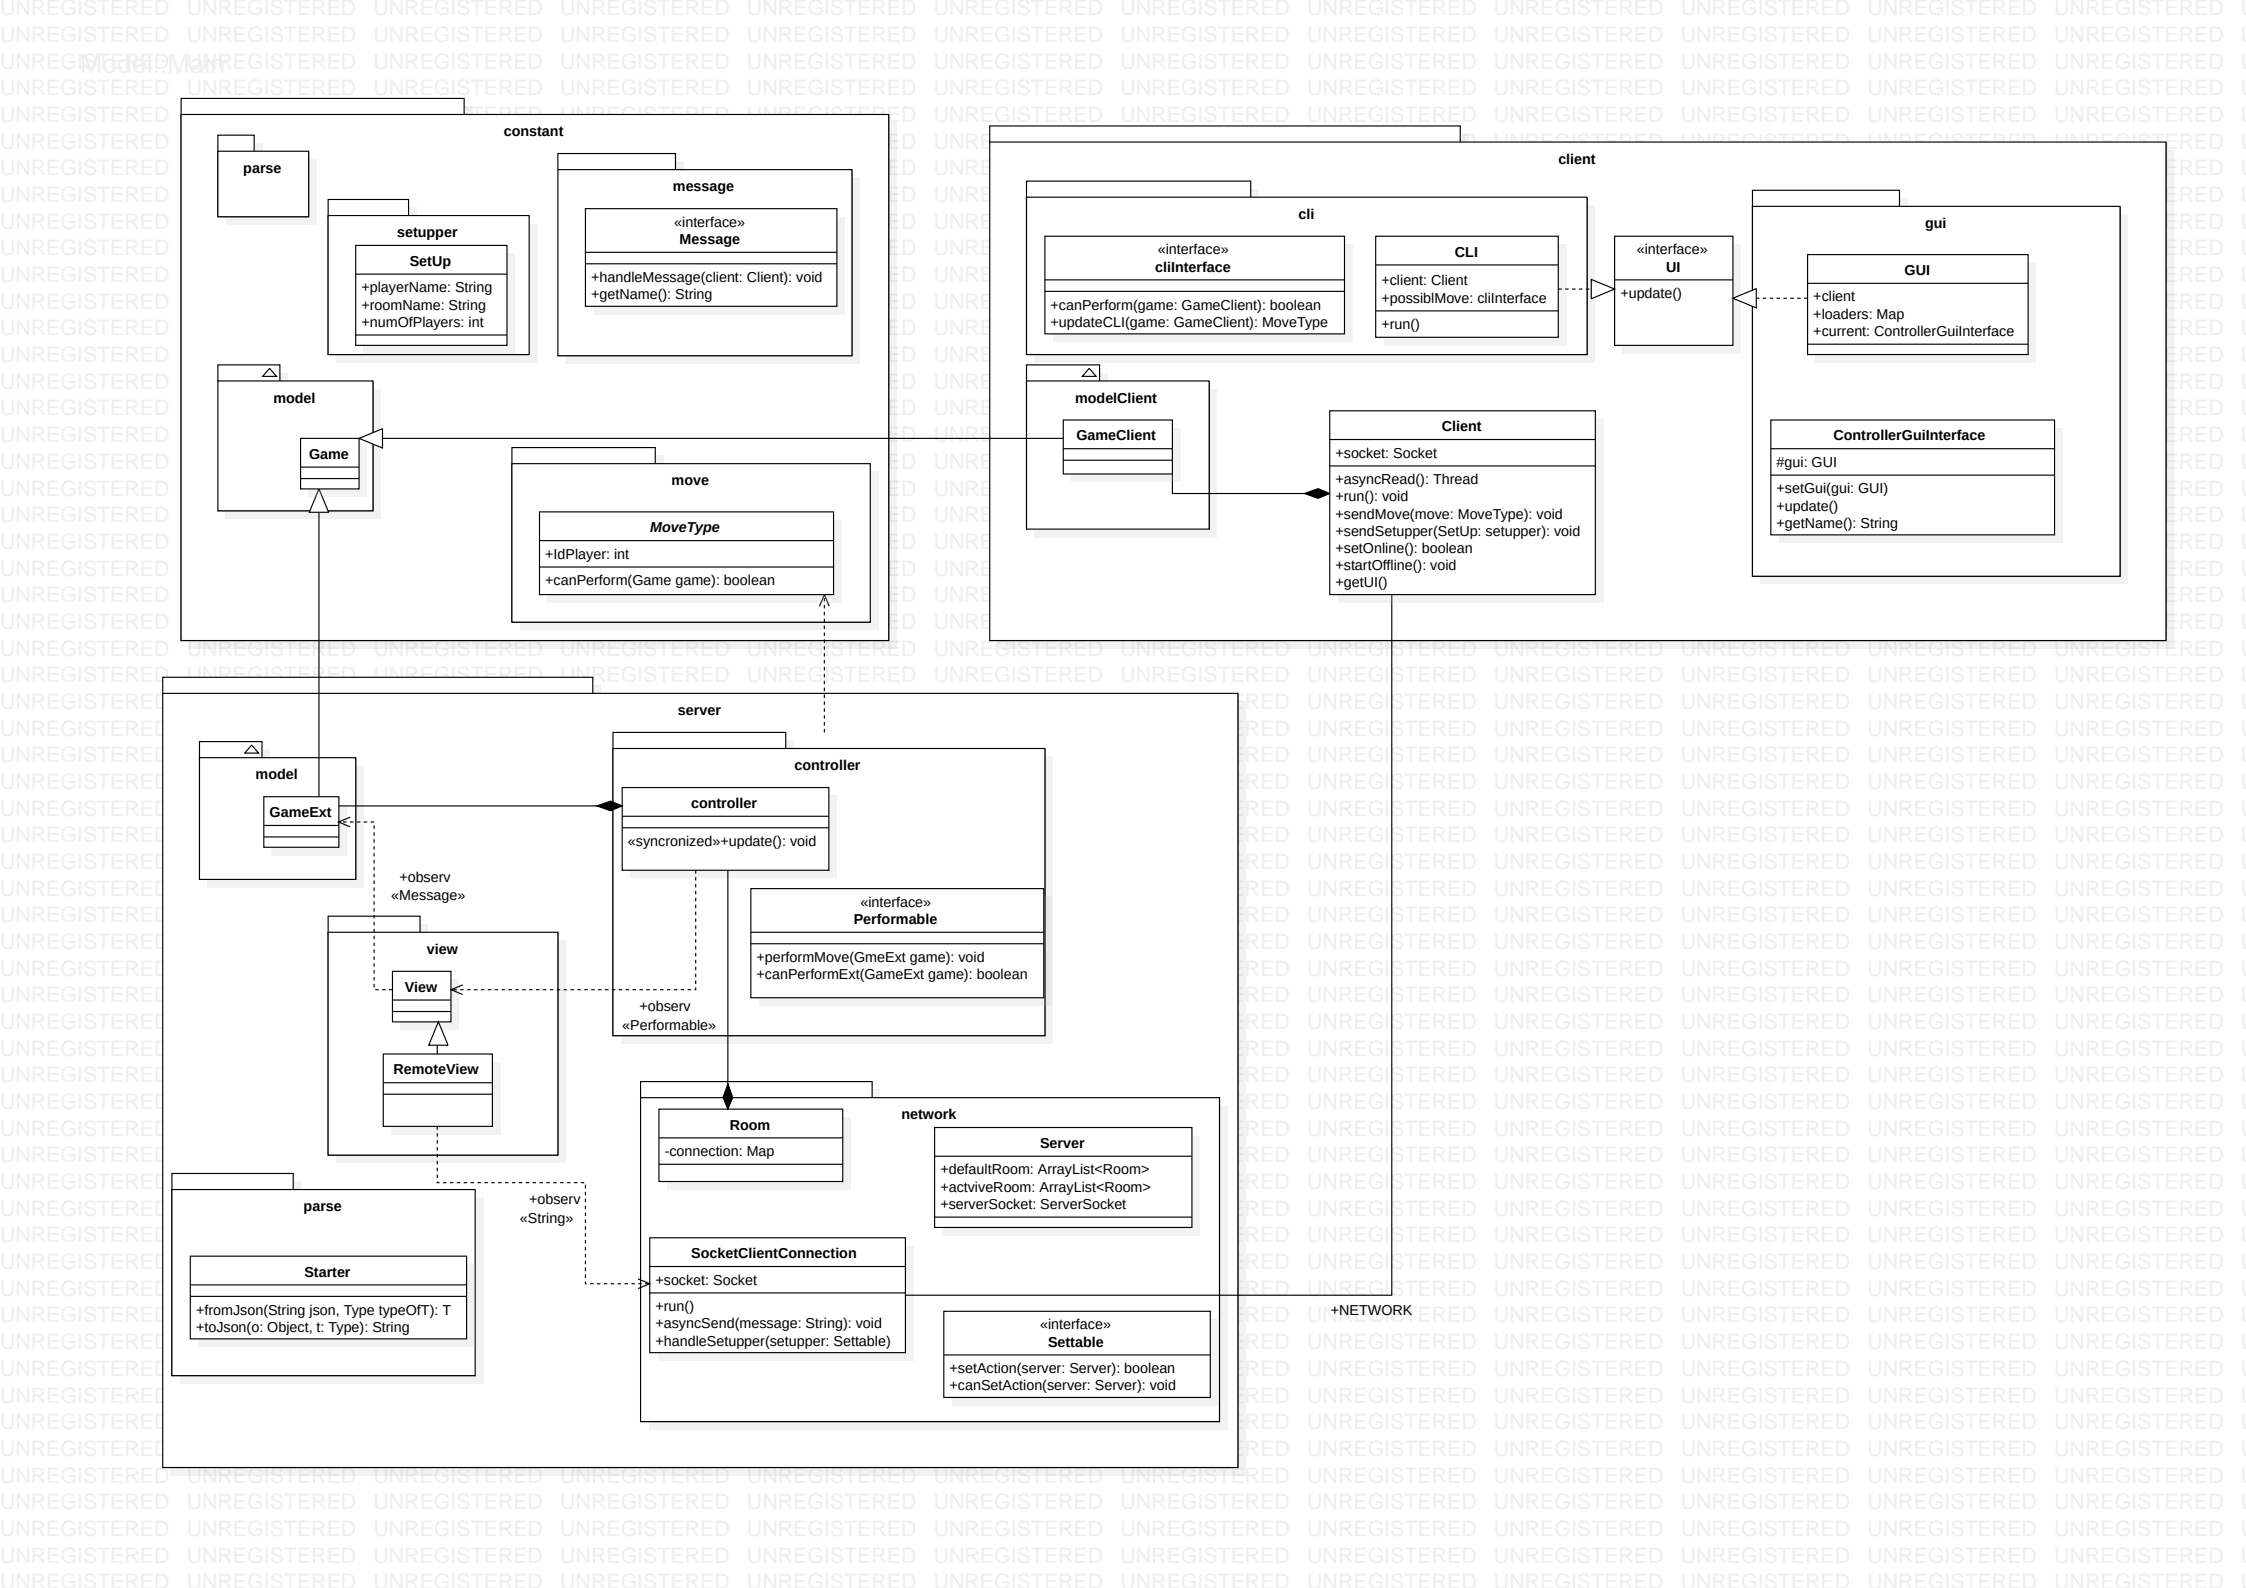 Model::Main
constant
parse
setupper
SetUp
+playerName: String
+roomName: String
+numOfPlayers: int
message
«interface»
Message
+handleMessage(client: Client): void
+getName(): String
model
Game
move
MoveType
+IdPlayer: int
+canPerform(Game game): boolean
client
cli
«interface»
cliInterface
+canPerform(game: GameClient): boolean
+updateCLI(game: GameClient): MoveType
CLI
+client: Client
+possiblMove: cliInterface
+run()
«interface»
UI
+update()
gui
GUI
+client
+loaders: Map
+current: ControllerGuiInterface
ControllerGuiInterface
#gui: GUI
+setGui(gui: GUI)
+update()
+getName(): String
modelClient
GameClient
Client
+socket: Socket
+asyncRead(): Thread
+run(): void
+sendMove(move: MoveType): void
+sendSetupper(SetUp: setupper): void
+setOnline(): boolean
+startOffline(): void
+getUI()
server
model
GameExt
controller
controller
«syncronized»+update(): void
«interface»
Performable
+performMove(GmeExt game): void
+canPerformExt(GameExt game): boolean
+observ
«Message»
view
View
RemoteView
+observ
«Performable»
network
Room
-connection: Map
Server
+defaultRoom: ArrayList<Room>
+actviveRoom: ArrayList<Room>
+serverSocket: ServerSocket
+observ
«String»
parse
Starter
+fromJson(String json, Type typeOfT): T
+toJson(o: Object, t: Type): String
SocketClientConnection
+socket: Socket
+run()
+asyncSend(message: String): void
+handleSetupper(setupper: Settable)
+NETWORK
«interface»
Settable
+setAction(server: Server): boolean
+canSetAction(server: Server): void
UNREGISTERED